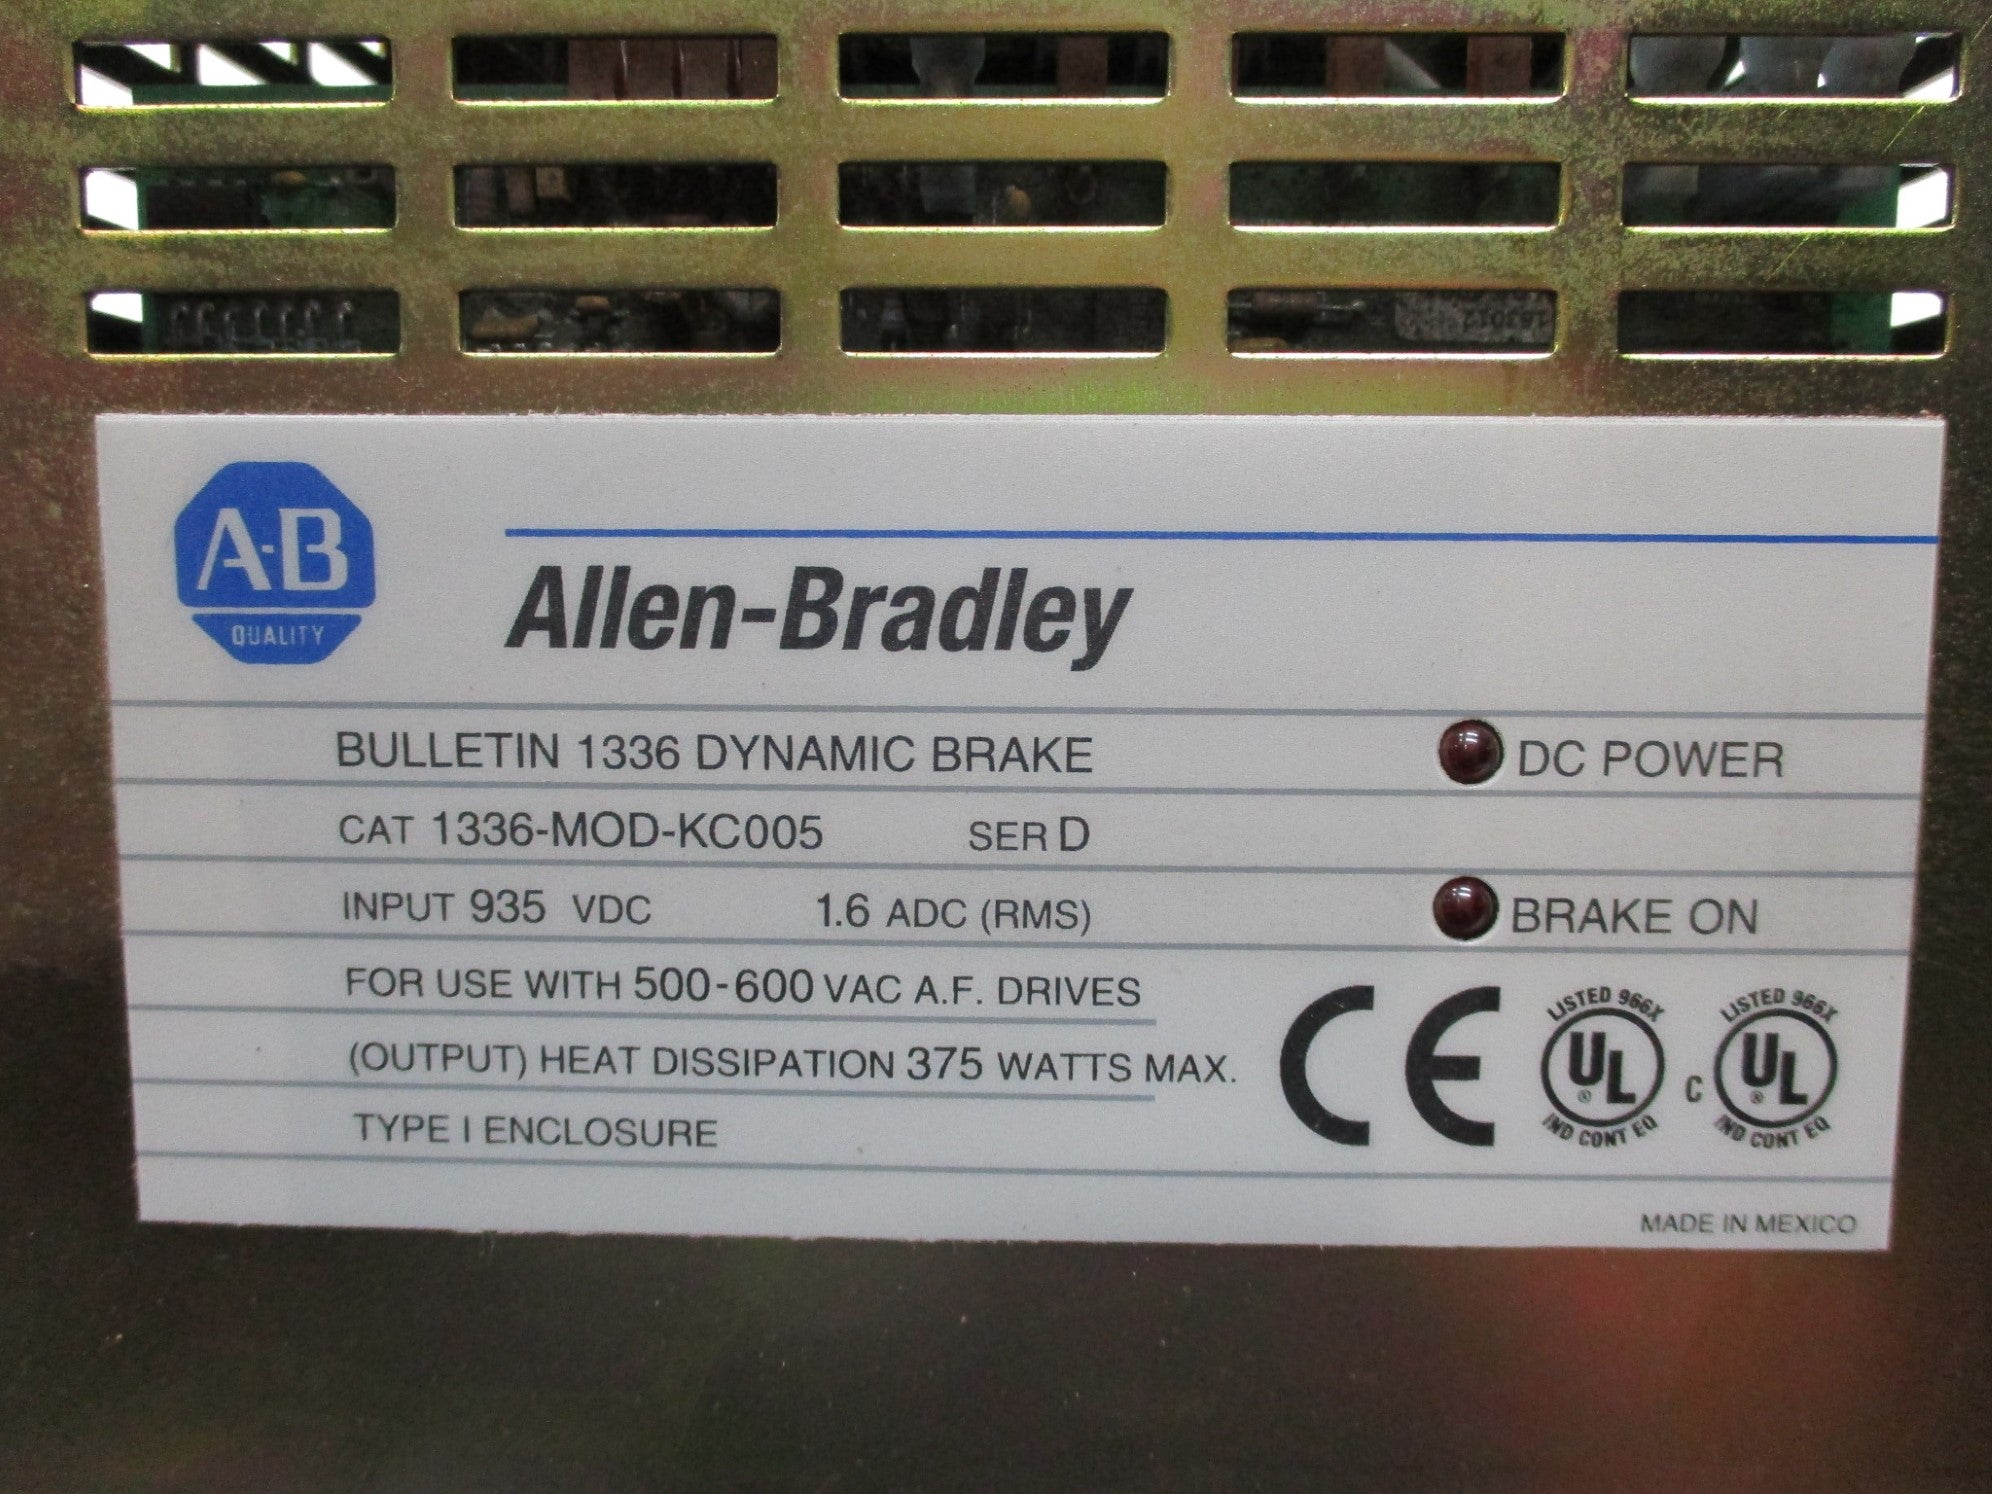 A-B
QUALITY
Allen-Bradley
BULLETIN 1336 DYNAMIC BRAKE
DC POWER
CAT 1336-MOD-KC005 SER D
INPUT 935 VDC 1.6 ADC (RMS)
BRAKE ON
FOR USE WITH 500-600 VAC A.F. DRIVES
(OUTPUT) HEAT DISSIPATION 375 WATTS MAX.
TYPE I ENCLOSURE
CE
LISTED 966X
UL
®
IND CONT EQ
C
LISTED 966X
UL
®
IND CONT EQ
MADE IN MEXICO